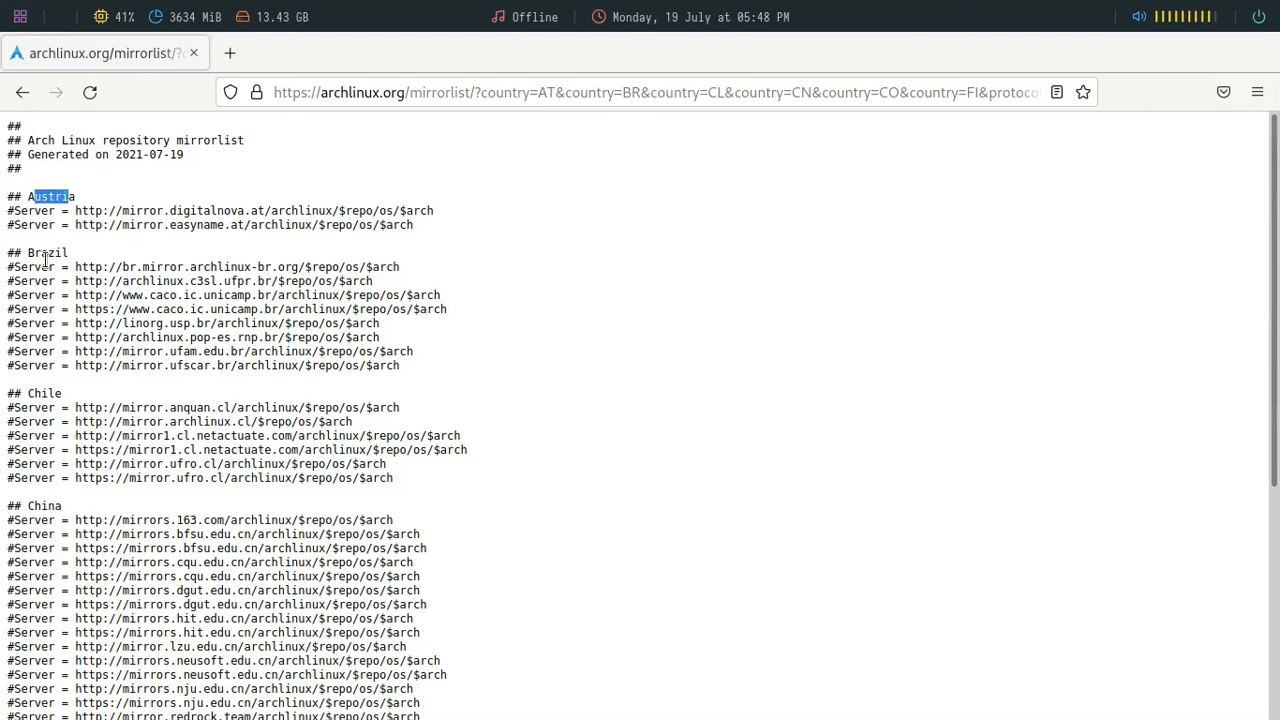 41% 3634 MiB 13.43 GB Offline Monday, 19 July at 05:48 PM
archlinux.org/mirrorlist/?c
https://archlinux.org/mirrorlist/?country=AT&country=BR&country=CL&country=CN&country=CO&country=FI&protoco
##
## Arch Linux repository mirrorlist
## Generated on 2021-07-19
##
## Austria
#Server = http://mirror.digitalnova.at/archlinux/$repo/os/$arch
#Server = http://mirror.easyname.at/archlinux/$repo/os/$arch
## Brazil
#Server = http://br.mirror.archlinux-br.org/$repo/os/$arch
#Server = http://archlinux.c3sl.ufpr.br/$repo/os/$arch
#Server = http://www.caco.ic.unicamp.br/archlinux/$repo/os/$arch
#Server = https://www.caco.ic.unicamp.br/archlinux/$repo/os/$arch
#Server = http://linorg.usp.br/archlinux/$repo/os/$arch
#Server = http://archlinux.pop-es.rnp.br/$repo/os/$arch
#Server = http://mirror.ufam.edu.br/archlinux/$repo/os/$arch
#Server = http://mirror.ufscar.br/archlinux/$repo/os/$arch
## Chile
#Server = http://mirror.anquan.cl/archlinux/$repo/os/$arch
#Server = http://mirror.archlinux.cl/$repo/os/$arch
#Server = http://mirror1.cl.netactuate.com/archlinux/$repo/os/$arch
#Server = https://mirror1.cl.netactuate.com/archlinux/$repo/os/$arch
#Server = http://mirror.ufro.cl/archlinux/$repo/os/$arch
#Server = https://mirror.ufro.cl/archlinux/$repo/os/$arch
## China
#Server = http://mirrors.163.com/archlinux/$repo/os/$arch
#Server = http://mirrors.bfsu.edu.cn/archlinux/$repo/os/$arch
#Server = https://mirrors.bfsu.edu.cn/archlinux/$repo/os/$arch
#Server = http://mirrors.cqu.edu.cn/archlinux/$repo/os/$arch
#Server = https://mirrors.cqu.edu.cn/archlinux/$repo/os/$arch
#Server = http://mirrors.dgut.edu.cn/archlinux/$repo/os/$arch
#Server = https://mirrors.dgut.edu.cn/archlinux/$repo/os/$arch
#Server = http://mirrors.hit.edu.cn/archlinux/$repo/os/$arch
#Server = https://mirrors.hit.edu.cn/archlinux/$repo/os/$arch
#Server = http://mirror.lzu.edu.cn/archlinux/$repo/os/$arch
#Server = http://mirrors.neusoft.edu.cn/archlinux/$repo/os/$arch
#Server = https://mirrors.neusoft.edu.cn/archlinux/$repo/os/$arch
#Server = http://mirrors.nju.edu.cn/archlinux/$repo/os/$arch
#Server = https://mirrors.nju.edu.cn/archlinux/$repo/os/$arch
#Server = http://mirror.redrock.team/archlinux/$repo/os/$arch